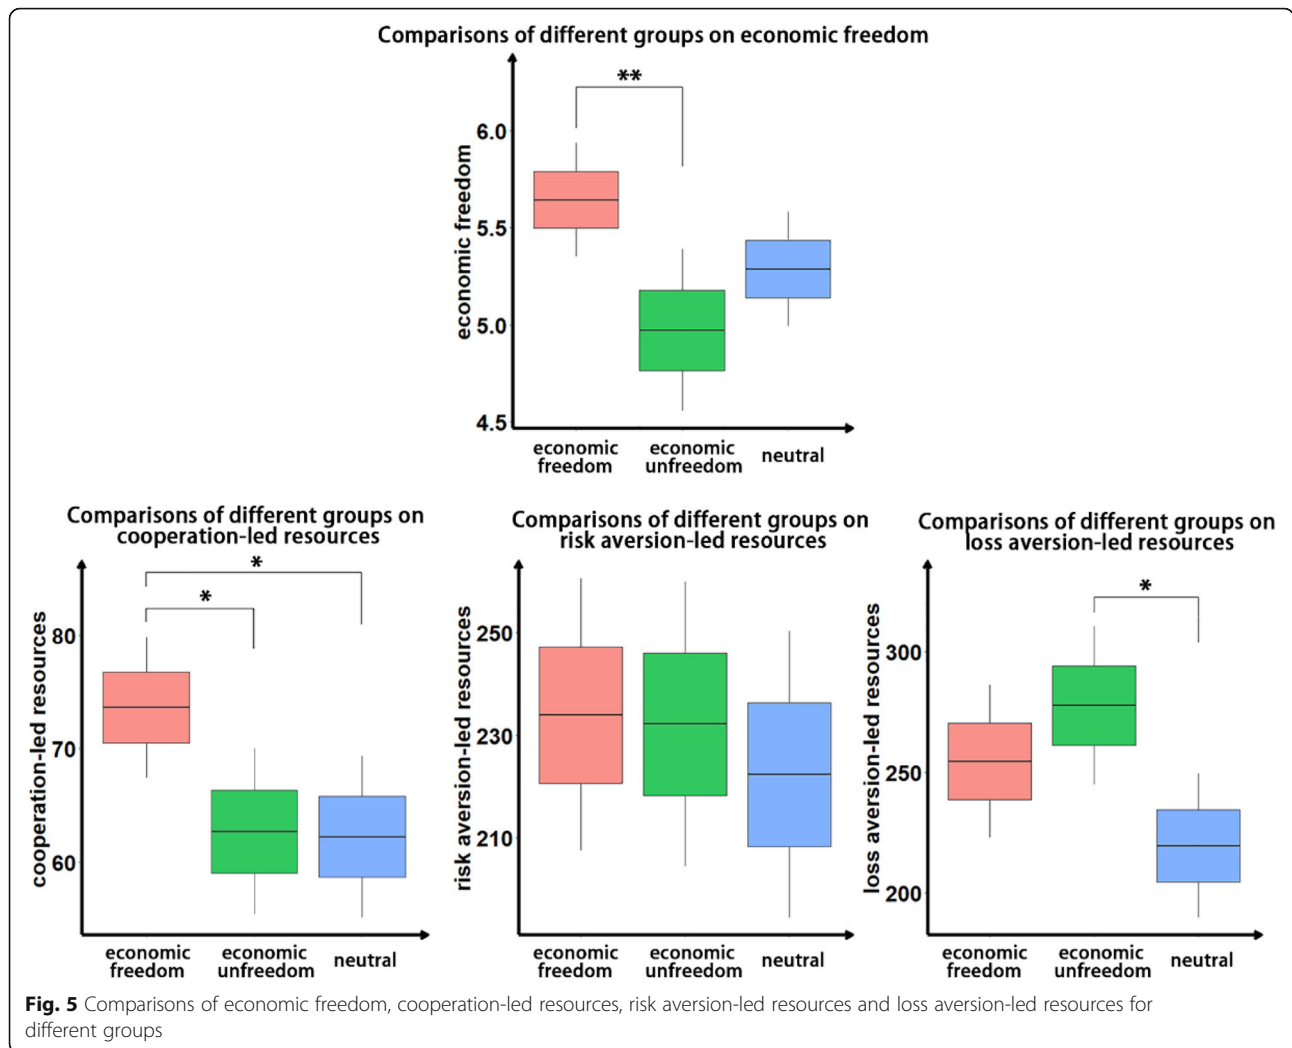 Comparisons of different groups on economic freedom
**
economic freedom
6.0
5.5
5.0
4.5
economic
freedom
economic
unfreedom
neutral
Comparisons of different groups on
cooperation-led resources
*
*
cooperation-led resources
80
70
60
economic
freedom
economic
unfreedom
neutral
Comparisons of different groups on
risk aversion-led resources
risk aversion-led resources
250
230
210
economic
freedom
economic
unfreedom
neutral
Comparisons of different groups on
loss aversion-led resources
*
loss aversion-led resources
300
250
200
economic
freedom
economic
unfreedom
neutral
Fig. 5 Comparisons of economic freedom, cooperation-led resources, risk aversion-led resources and loss aversion-led resources for
different groups